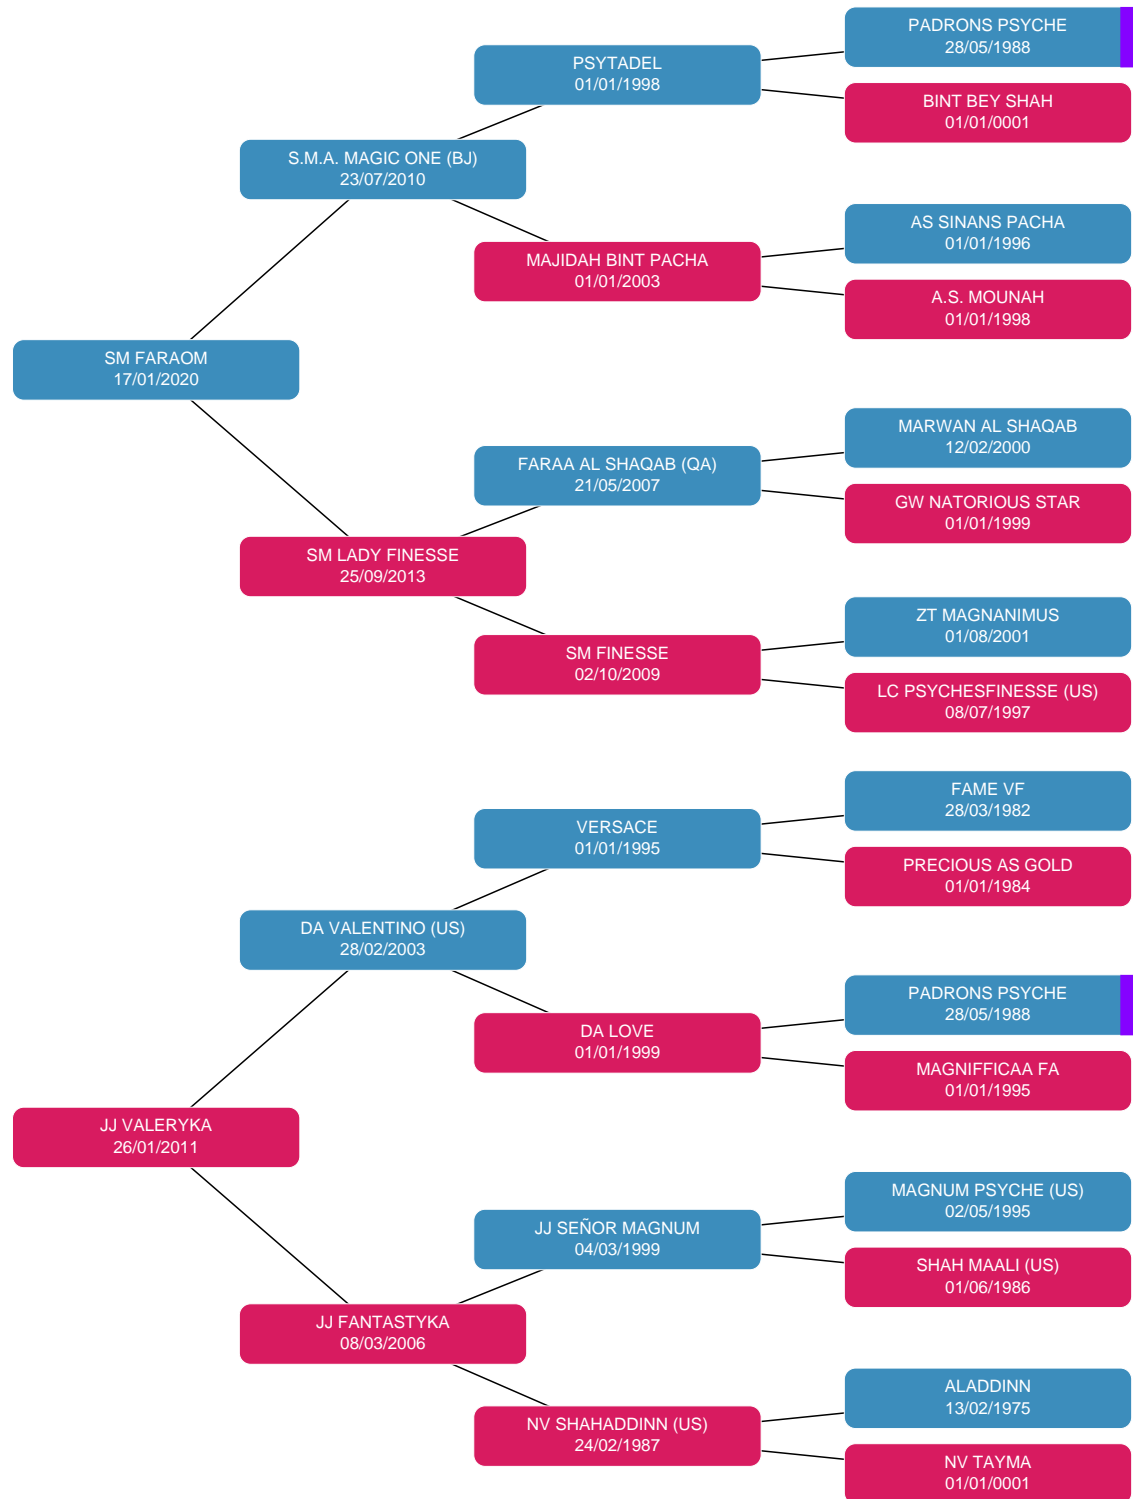 PADRONS PSYCHE
28/05/1988
PSYTADEL
01/01/1998
BINT BEY SHAH
01/01/0001
S.M.A. MAGIC ONE (BJ)
23/07/2010
AS SINANS PACHA
01/01/1996
MAJIDAH BINT PACHA
01/01/2003
A.S. MOUNAH
01/01/1998
SM FARAOM
17/01/2020
MARWAN AL SHAQAB
12/02/2000
FARAA AL SHAQAB (QA)
21/05/2007
GW NATORIOUS STAR
01/01/1999
SM LADY FINESSE
25/09/2013
ZT MAGNANIMUS
01/08/2001
SM FINESSE
02/10/2009
LC PSYCHESFINESSE (US)
08/07/1997
FAME VF
28/03/1982
VERSACE
01/01/1995
PRECIOUS AS GOLD
01/01/1984
DA VALENTINO (US)
28/02/2003
PADRONS PSYCHE
28/05/1988
DA LOVE
01/01/1999
MAGNIFFICAA FA
01/01/1995
JJ VALERYKA
26/01/2011
MAGNUM PSYCHE (US)
02/05/1995
JJ SEÑOR MAGNUM
04/03/1999
SHAH MAALI (US)
01/06/1986
JJ FANTASTYKA
08/03/2006
ALADDINN
13/02/1975
NV SHAHADDINN (US)
24/02/1987
NV TAYMA
01/01/0001